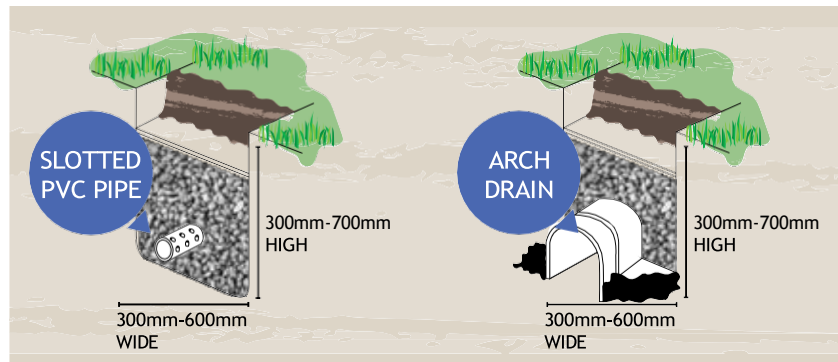 SLOTTED
PVC PIPE
300mm-700mm
HIGH
300mm-600mm
WIDE
ARCH
DRAIN
300mm-700mm
HIGH
300mm-600mm
WIDE